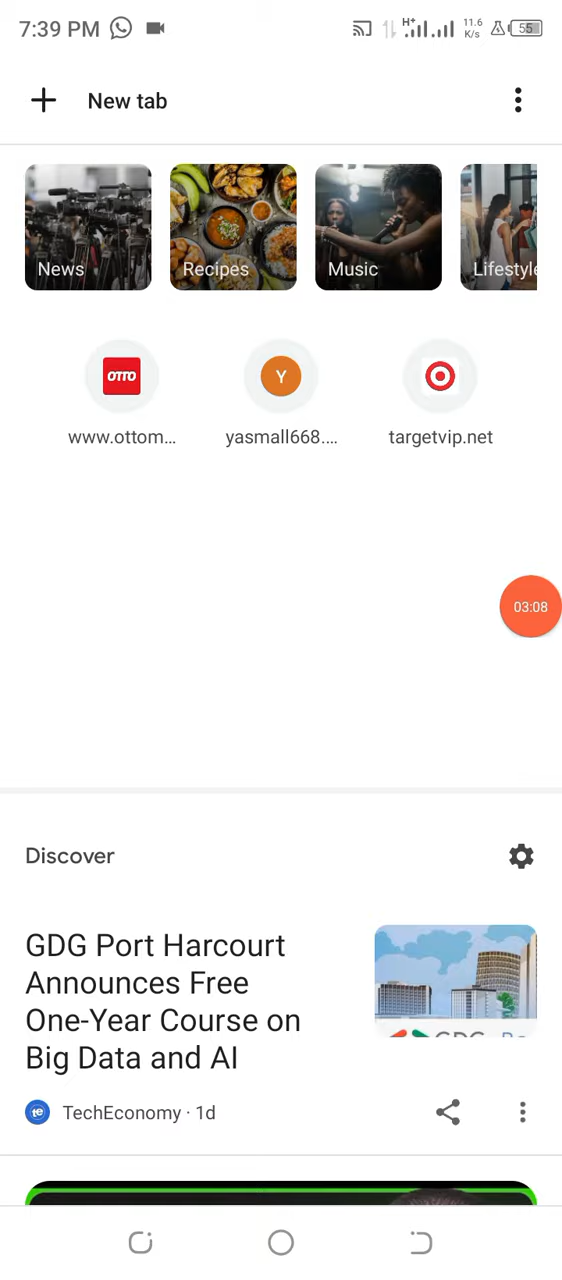 7:39 PM
H+
11.6
K/s
55
New tab
News
Recipes
Music
Lifestyle
OTTO
Y
www.ottom...
yasmall668....
targetvip.net
03:08
Discover
GDG Port Harcourt
Announces Free
One-Year Course on
Big Data and AI
te
TechEconomy · 1d